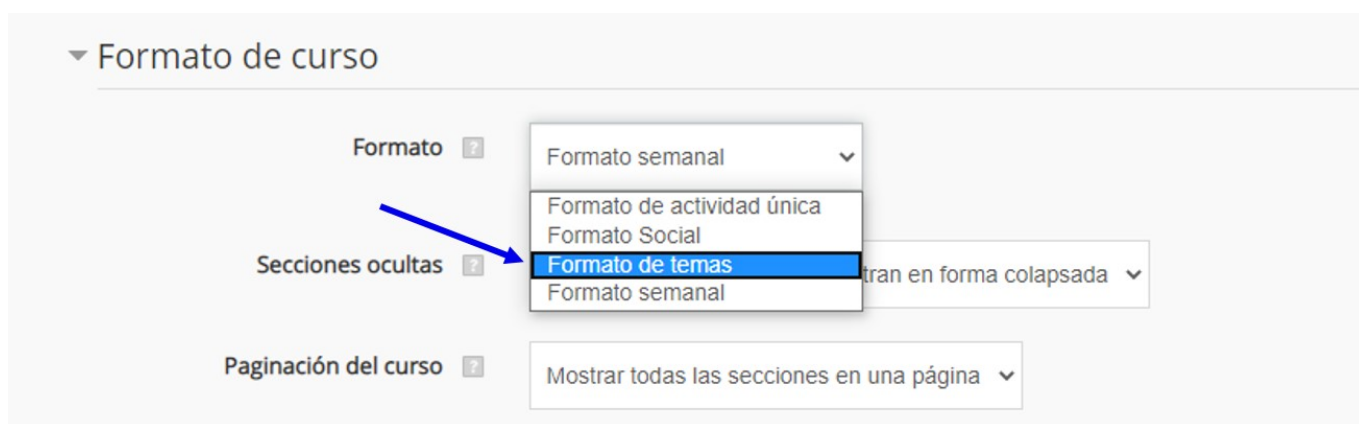 Formato de curso
Formato ?
Formato semanal
Formato de actividad única
Formato Social
Formato de temas
Formato semanal
Secciones ocultas ?
tran en forma colapsada
Paginación del curso ?
Mostrar todas las secciones en una página